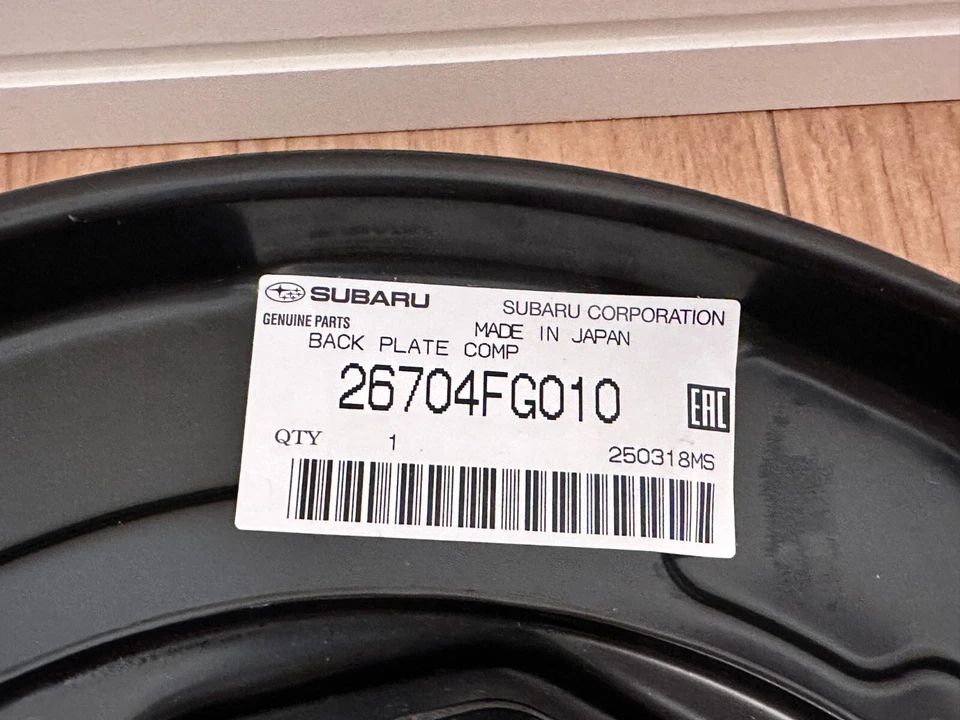 SUBARU
SUBARU CORPORATION
GENUINE PARTS
MADE IN JAPAN
BACK PLATE COMP
26704FG010
EAC
QTY 1
250318MS